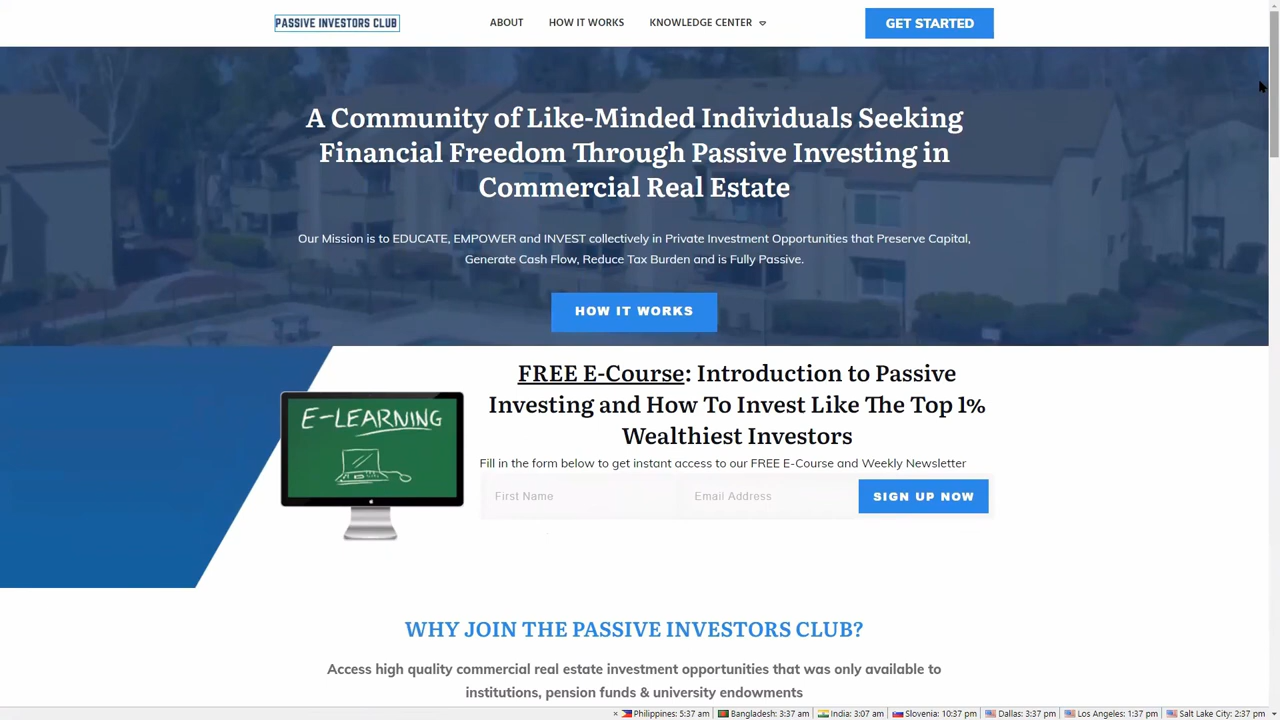 PASSIVE INVESTORS CLUB
ABOUT
HOW IT WORKS
KNOWLEDGE CENTER
GET STARTED
A Community of Like-Minded Individuals Seeking
Financial Freedom Through Passive Investing in
Commercial Real Estate
Our Mission is to EDUCATE, EMPOWER and INVEST collectively in Private Investment Opportunities that Preserve Capital,
Generate Cash Flow, Reduce Tax Burden and is Fully Passive.
HOW IT WORKS
E-LEARNING
FREE E-Course: Introduction to Passive
Investing and How To Invest Like The Top 1%
Wealthiest Investors
Fill in the form below to get instant access to our FREE E-Course and Weekly Newsletter
First Name
Email Address
SIGN UP NOW
WHY JOIN THE PASSIVE INVESTORS CLUB?
Access high quality commercial real estate investment opportunities that was only available to
institutions, pension funds & university endowments
Philippines: 5:37 am
Bangladesh: 3:37 am
India: 3:07 am
Slovenia: 10:37 pm
Dallas: 3:37 pm
Los Angeles: 1:37 pm
Salt Lake City: 2:37 pm